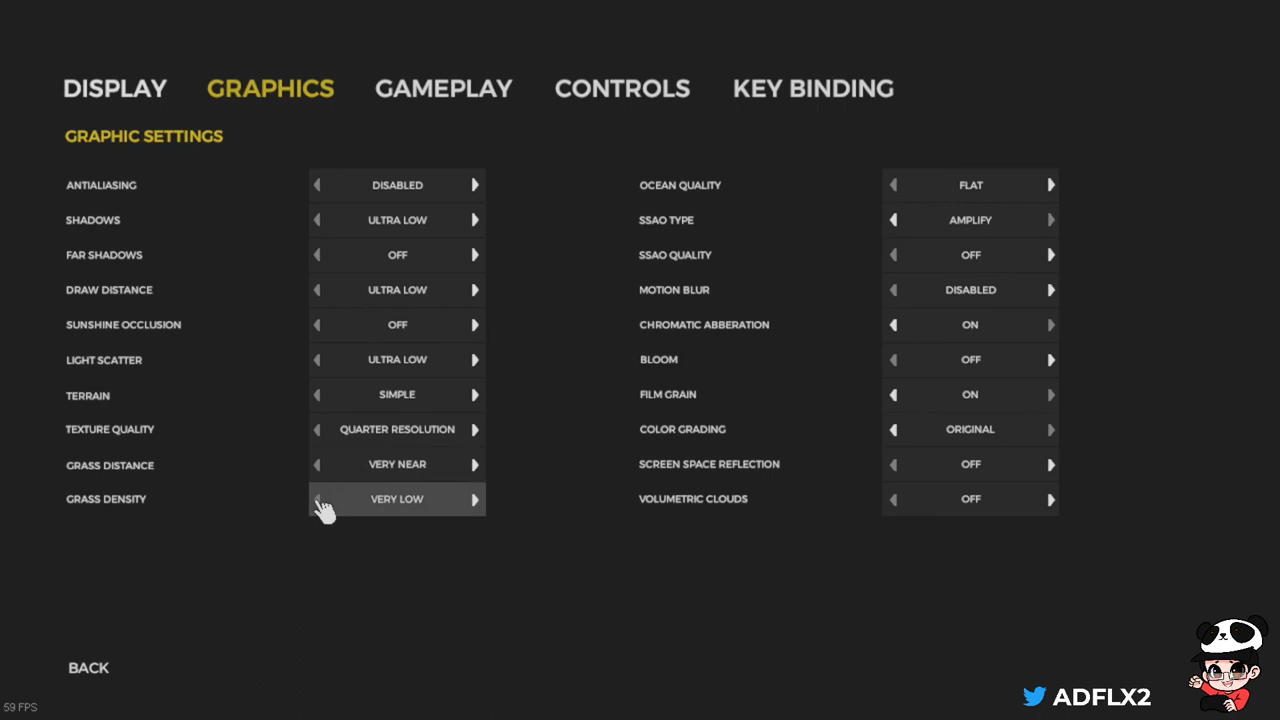 DISPLAY GRAPHICS GAMEPLAY CONTROLS KEY BINDING
GRAPHIC SETTINGS
ANTIALIASING DISABLED OCEAN QUALITY FLAT
SHADOWS ULTRA LOW SSAO TYPE AMPLIFY
FAR SHADOWS OFF SSAO QUALITY OFF
DRAW DISTANCE ULTRA LOW MOTION BLUR DISABLED
SUNSHINE OCCLUSION OFF CHROMATIC ABBERATION ON
LIGHT SCATTER ULTRA LOW BLOOM OFF
TERRAIN SIMPLE FILM GRAIN ON
TEXTURE QUALITY QUARTER RESOLUTION COLOR GRADING ORIGINAL
GRASS DISTANCE VERY NEAR SCREEN SPACE REFLECTION OFF
GRASS DENSITY VERY LOW VOLUMETRIC CLOUDS OFF
BACK
ADFLX2
59 FPS